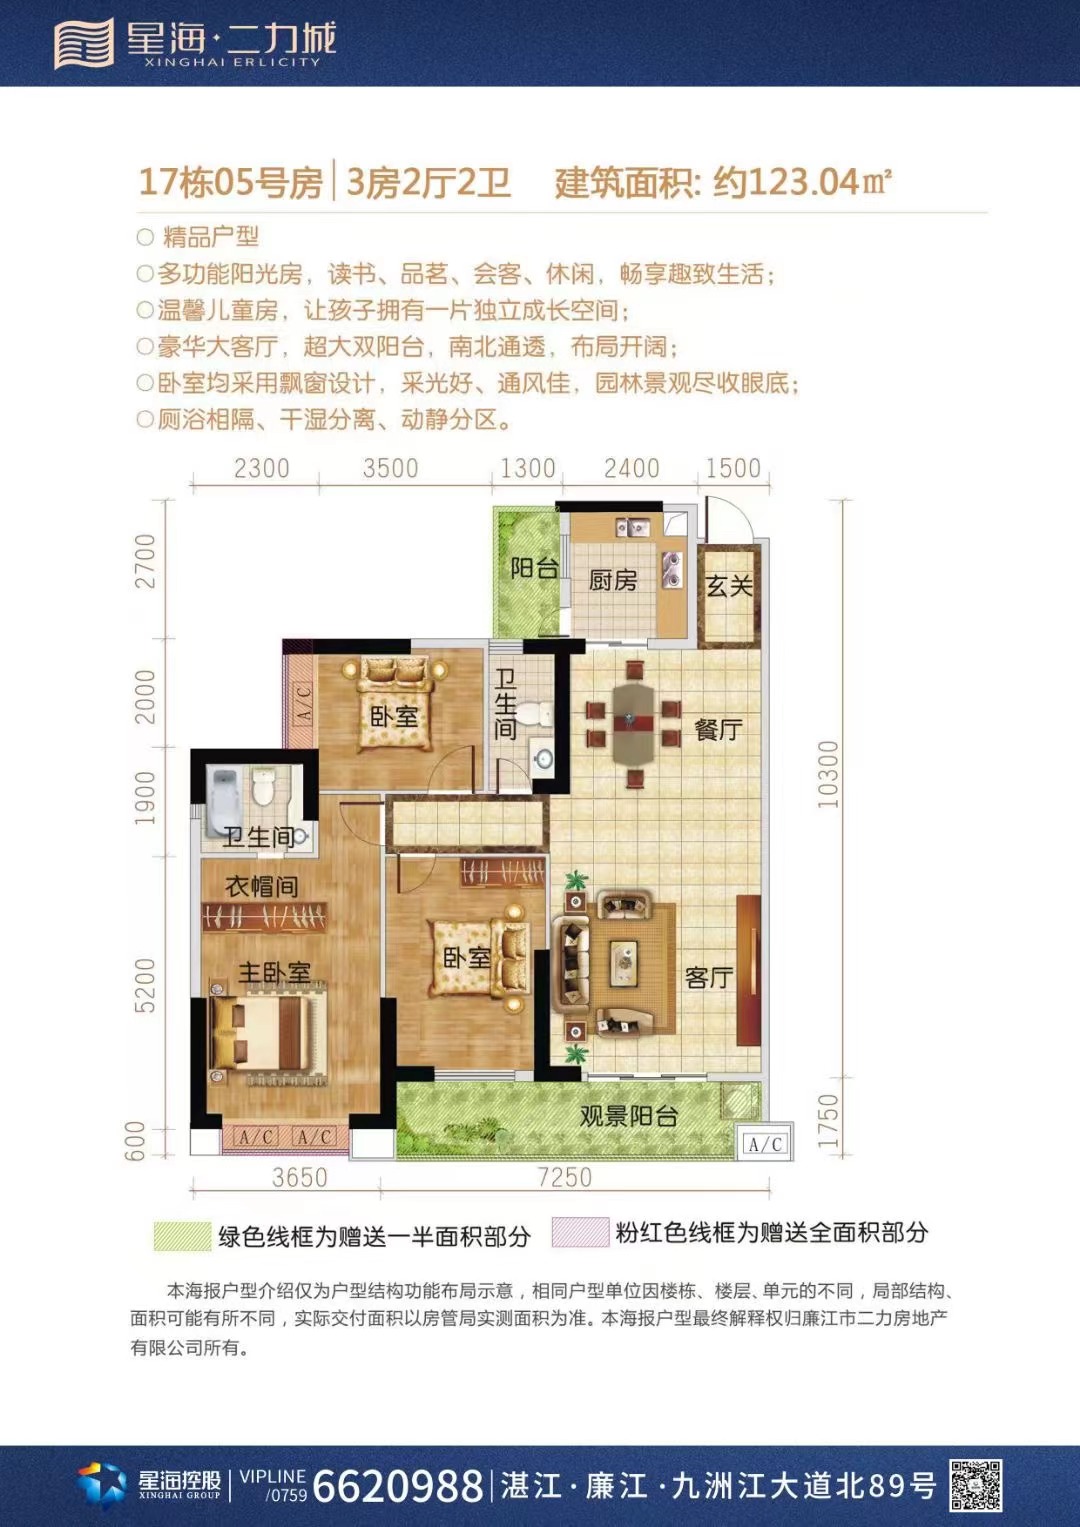 星海·二力城
XINGHAI ERLICITY
17栋05号房|3房2厅2卫 建筑面积: 约123.04㎡
○ 精品户型
○多功能阳光房，读书、品茗、会客、休闲，畅享趣致生活；
○温馨儿童房，让孩子拥有一片独立成长空间；
○豪华大客厅，超大双阳台，南北通透，布局开阔；
○卧室均采用飘窗设计，采光好、通风佳，园林景观尽收眼底；
○厕浴相隔、干湿分离、动静分区。
2300 3500 1300 2400 1500
2700
2000
1900
5200
600
10300
1750
阳台
厨房
玄关
A/C
卧室
卫生间
餐厅
卫生间
衣帽间
主卧室
卧室
客厅
观景阳台
A/C A/C
A/C
3650 7250
绿色线框为赠送一半面积部分 粉红色线框为赠送全面积部分
本海报户型介绍仅为户型结构功能布局示意，相同户型单位因楼栋、楼层、单元的不同，局部结构、
面积可能有所不同，实际交付面积以房管局实测面积为准。本海报户型最终解释权归廉江市二力房地产
有限公司所有。
星海控股
XINGHAI GROUP
VIPLINE
/0759
6620988
湛江·廉江·九洲江大道北89号